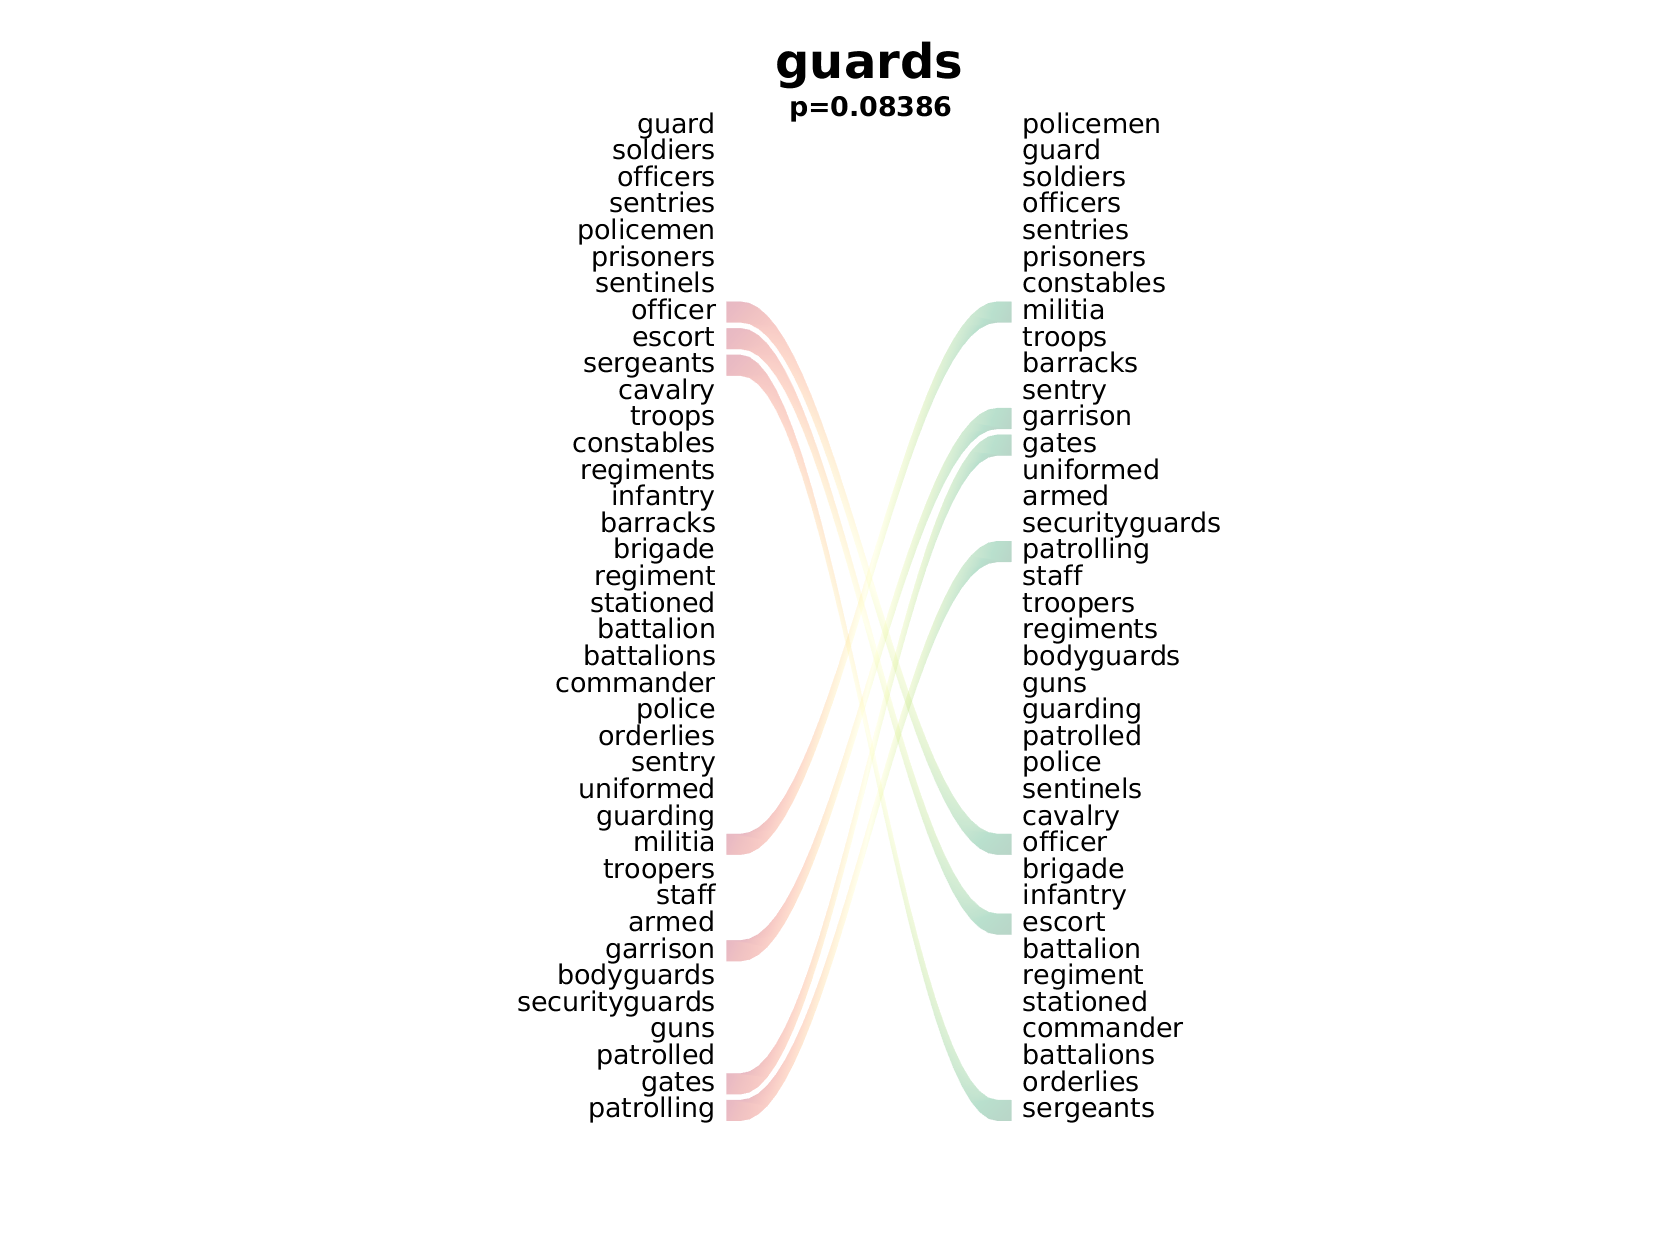 guards
p=0.08386
guard
soldiers
officers
sentries
policemen
prisoners
sentinels
officer
escort
sergeants
cavalry
troops
constables
regiments
infantry
barracks
brigade
regiment
stationed
battalion
battalions
commander
police
orderlies
sentry
uniformed
guarding
militia
troopers
staff
armed
garrison
bodyguards
securityguards
guns
patrolled
gates
patrolling
policemen
guard
soldiers
officers
sentries
prisoners
constables
militia
troops
barracks
sentry
garrison
gates
uniformed
armed
securityguards
patrolling
staff
troopers
regiments
bodyguards
guns
guarding
patrolled
police
sentinels
cavalry
officer
brigade
infantry
escort
battalion
regiment
stationed
commander
battalions
orderlies
sergeants